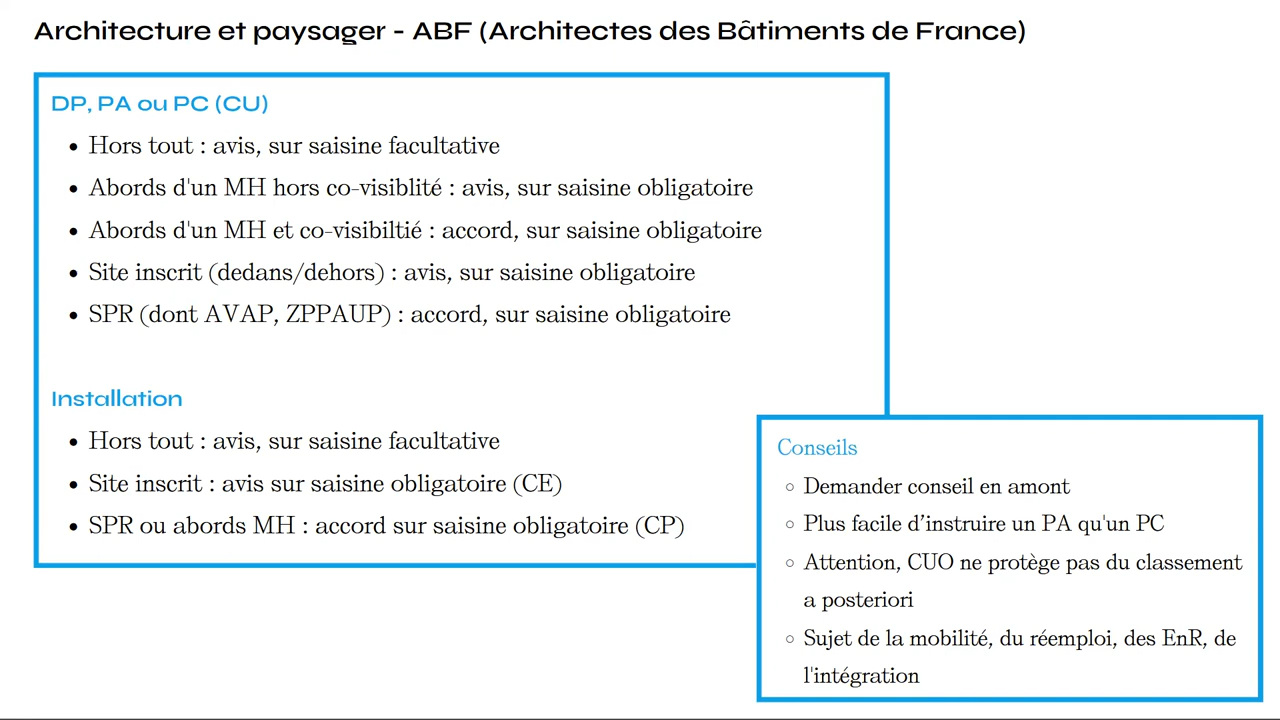 Architecture et paysager - ABF (Architectes des Bâtiments de France)
DP, PA ou PC (CU)
• Hors tout : avis, sur saisine facultative
• Abords d'un MH hors co-visiblité : avis, sur saisine obligatoire
• Abords d'un MH et co-visibiltié : accord, sur saisine obligatoire
• Site inscrit (dedans/dehors) : avis, sur saisine obligatoire
• SPR (dont AVAP, ZPPAUP) : accord, sur saisine obligatoire
Installation
• Hors tout : avis, sur saisine facultative
• Site inscrit : avis sur saisine obligatoire (CE)
• SPR ou abords MH : accord sur saisine obligatoire (CP)
Conseils
◦ Demander conseil en amont
◦ Plus facile d’instruire un PA qu'un PC
◦ Attention, CUO ne protège pas du classement
a posteriori
◦ Sujet de la mobilité, du réemploi, des EnR, de
l'intégration